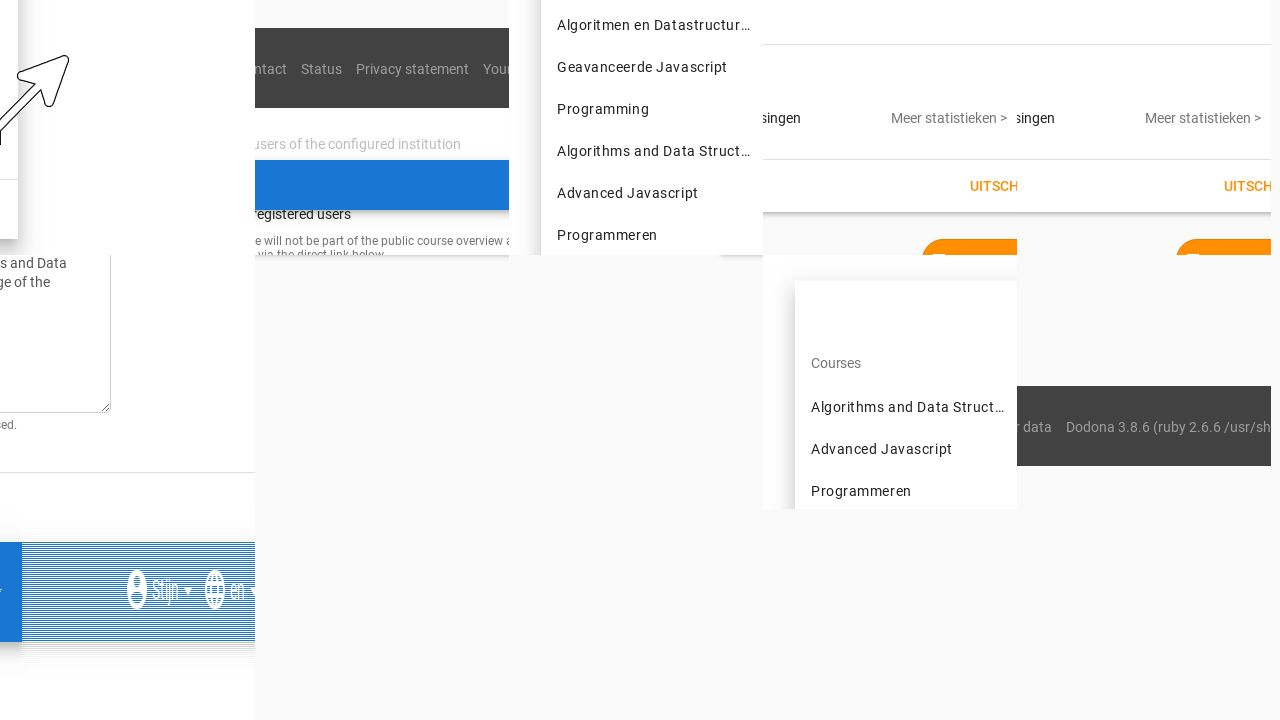 s and Data
ge of the
sed.
Stijn
en
ntact Status Privacy statement Your
users of the configured institution
registered users
e will not be part of the public course overview a
via the direct link below
Algoritmen en Datastructur…
Geavanceerde Javascript
Programming
Algorithms and Data Struct…
Advanced Javascript
Programmeren
singen Meer statistieken >
UITSCH
singen Meer statistieken >
UITSCH
Courses
Algorithms and Data Struct…
Advanced Javascript
Programmeren
r data Dodona 3.8.6 (ruby 2.6.6 /usr/sh